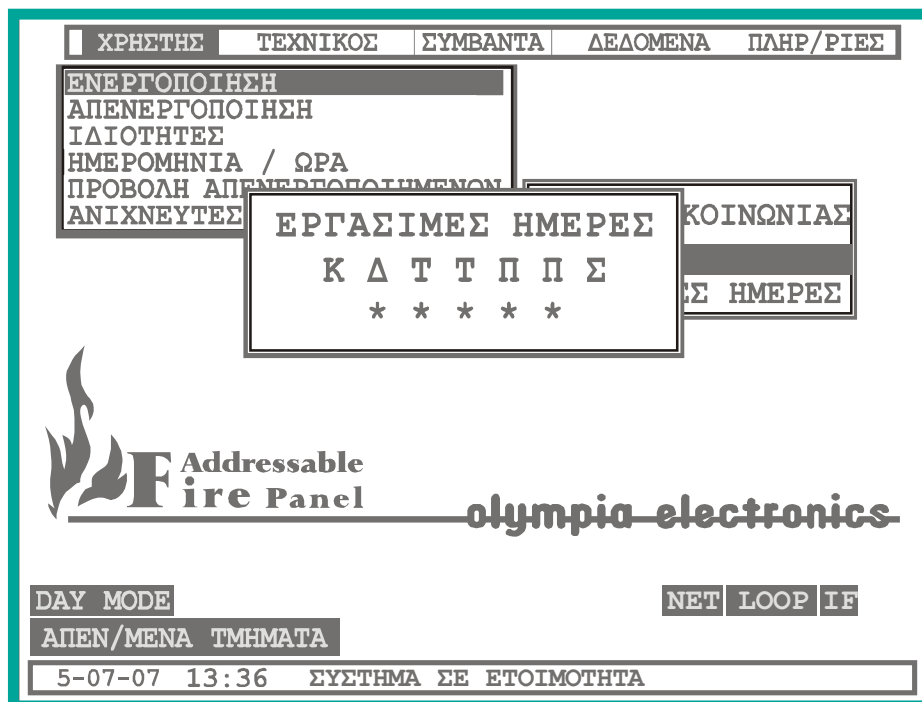 ΧΡΗΣΤΗΣ ΤΕΧΝΙΚΟΣ ΣΥΜΒΑΝΤΑ ΔΕΔΟΜΕΝΑ ΠΛΗΡ/ΡΙΕΣ
ΕΝΕΡΓΟΠΟΙΗΣΗ
ΑΠΕΝΕΡΓΟΠΟΙΗΣΗ
ΙΔΙΟΤΗΤΕΣ
ΗΜΕΡΟΜΗΝΙΑ / ΩΡΑ
ΠΡΟΒΟΛΗ ΑΠΕΝΕΡΓΟΠΟΙΗΜΕΝΩΝ
ΑΝΙΧΝΕΥΤΕΣ
ΚΟΙΝΩΝΙΑΣ
ΕΣ ΗΜΕΡΕΣ
ΕΡΓΑΣΙΜΕΣ ΗΜΕΡΕΣ
Κ Δ Τ Τ Π Π Σ
* * * * *
Addressable
Fire Panel
olympia electronics
DAY MODE
NET LOOP IF
ΑΠΕΝ/ΜΕΝΑ ΤΜΗΜΑΤΑ
5-07-07 13:36 ΣΥΣΤΗΜΑ ΣΕ ΕΤΟΙΜΟΤΗΤΑ